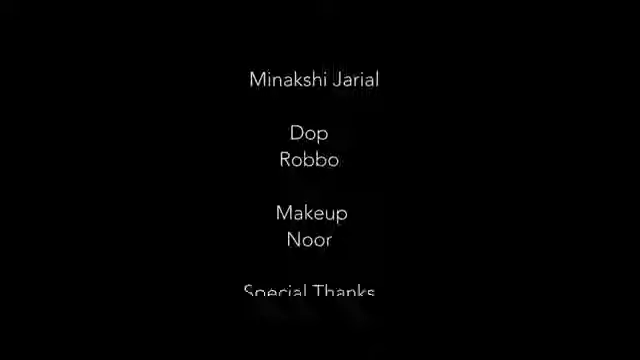 Minakshi Jarial
Dop
Robbo
Makeup
Noor
Special Thanks